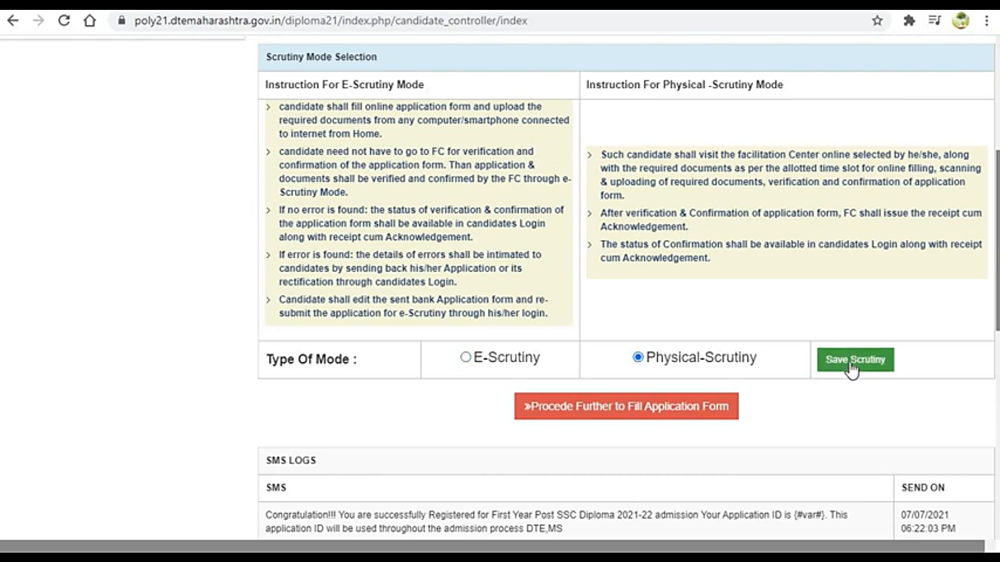 poly21.dtemaharashtra.gov.in/diploma21/index.php/candidate_controller/index
Scrutiny Mode Selection
Instruction For E-Scrutiny Mode
Instruction For Physical -Scrutiny Mode
candidate shall fill online application form and upload the
required documents from any computer/smartphone connected
to internet from Home.
candidate need not have to go to FC for verification and
confirmation of the application form. Than application &
documents shall be verified and confirmed by the FC through e-
Scrutiny Mode.
If no error is found: the status of verification & confirmation of
the application form shall be available in candidates Login
along with receipt cum Acknowledgement.
If error is found: the details of errors shall be intimated to
candidates by sending back his/her Application or its
rectification through candidates Login.
Candidate shall edit the sent bank Application form and re-
submit the application for e-Scrutiny through his/her login.
Such candidate shall visit the facilitation Center online selected by he/she, along
with the required documents as per the allotted time slot for online filling, scanning
& uploading of required documents, verification and confirmation of application
form.
After verification & Confirmation of application form, FC shall issue the receipt cum
Acknowledgement.
The status of Confirmation shall be available in candidates Login along with receipt
cum Acknowledgement.
Type Of Mode :
E-Scrutiny
Physical-Scrutiny
Save Scrutiny
»Procede Further to Fill Application Form
SMS LOGS
SMS
SEND ON
Congratulation!!! You are successfully Registered for First Year Post SSC Diploma 2021-22 admission Your Application ID is {#var#}. This
application ID will be used throughout the admission process DTE,MS
07/07/2021
06:22:03 PM